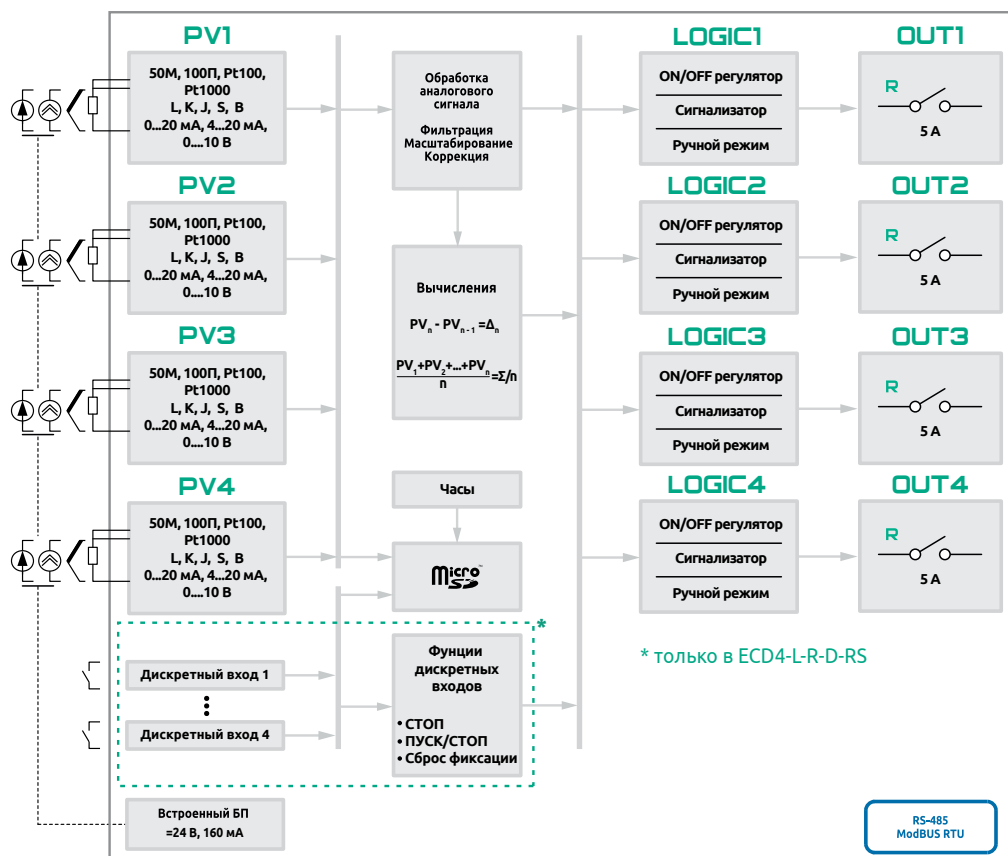 PV1
50М, 100П, Pt100,
Pt1000
L, K, J, S, B
0...20 мА, 4...20 мА,
0....10 В
PV2
50М, 100П, Pt100,
Pt1000
L, K, J, S, B
0...20 мА, 4...20 мА,
0....10 В
PV3
50М, 100П, Pt100,
Pt1000
L, K, J, S, B
0...20 мА, 4...20 мА,
0....10 В
PV4
50М, 100П, Pt100,
Pt1000
L, K, J, S, B
0...20 мА, 4...20 мА,
0....10 В
Дискретный вход 1
Дискретный вход 4
Встроенный БП
=24 В, 160 мА
Обработка
аналогового
сигнала
Фильтрация
Масштабирование
Коррекция
Вычисления
PVn - PVn - 1 =Δn
PV1+PV2+...+PVn
n
=Σ/n
Часы
Micro SD™
*
Фунции
дискретных
входов
• СТОП
• ПУСК/СТОП
• Сброс фиксации
LOGIC1
ON/OFF регулятор
Сигнализатор
Ручной режим
LOGIC2
ON/OFF регулятор
Сигнализатор
Ручной режим
LOGIC3
ON/OFF регулятор
Сигнализатор
Ручной режим
LOGIC4
ON/OFF регулятор
Сигнализатор
Ручной режим
OUT1
R
5 А
OUT2
R
5 А
OUT3
R
5 А
OUT4
R
5 А
* только в ECD4-L-R-D-RS
RS-485
ModBUS RTU